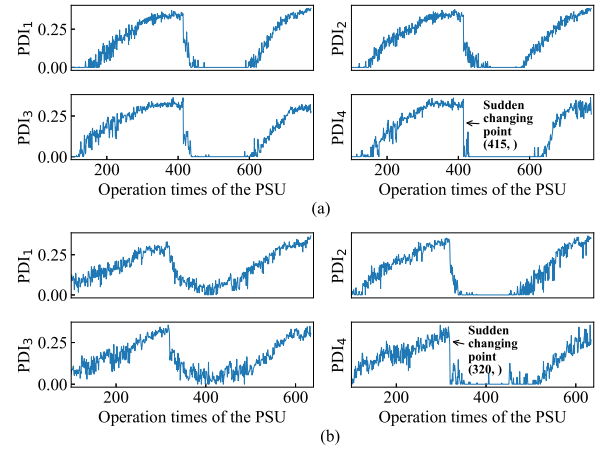 PDI1
0.25
0.00
PDI2
PDI3
0.25
0.00
PDI4
Sudden
changing
point
(415, )
200 400 600
200 400 600
Operation times of the PSU
Operation times of the PSU
(a)
PDI1
0.25
0.00
PDI2
PDI3
0.25
0.00
PDI4
Sudden
changing
point
(320, )
200 400 600
200 400 600
Operation times of the PSU
Operation times of the PSU
(b)